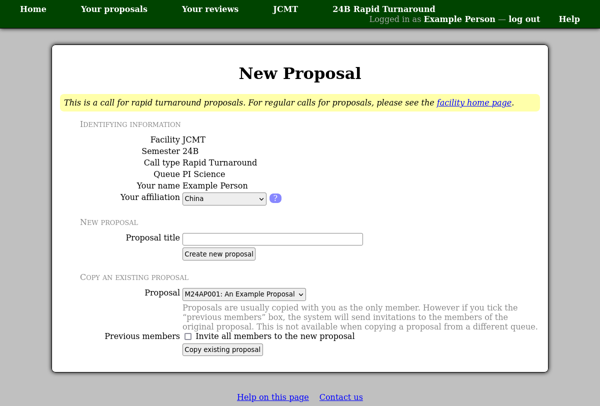 Home Your proposals Your reviews JCMT 24B Rapid Turnaround
Logged in as Example Person — log out Help
New Proposal
This is a call for rapid turnaround proposals. For regular calls for proposals, please see the facility home page.
Identifying information
Facility JCMT
Semester 24B
Call type Rapid Turnaround
Queue PI Science
Your name Example Person
Your affiliation China ?
New proposal
Proposal title
Create new proposal
Copy an existing proposal
Proposal M24AP001: An Example Proposal
Proposals are usually copied with you as the only member. However if you tick the
“previous members” box, the system will send invitations to the members of the
original proposal. This is not available when copying a proposal from a different queue.
Previous members Invite all members to the new proposal
Copy existing proposal
Help on this page Contact us